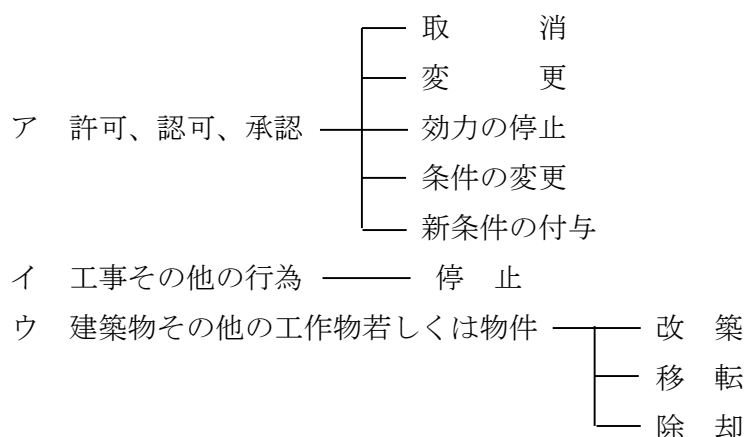 取　消
変　更
ア　許可、認可、承認　効力の停止
条件の変更
新条件の付与
イ　工事その他の行為　停　止
ウ　建築物その他の工作物若しくは物件　改　築
移　転
除　却